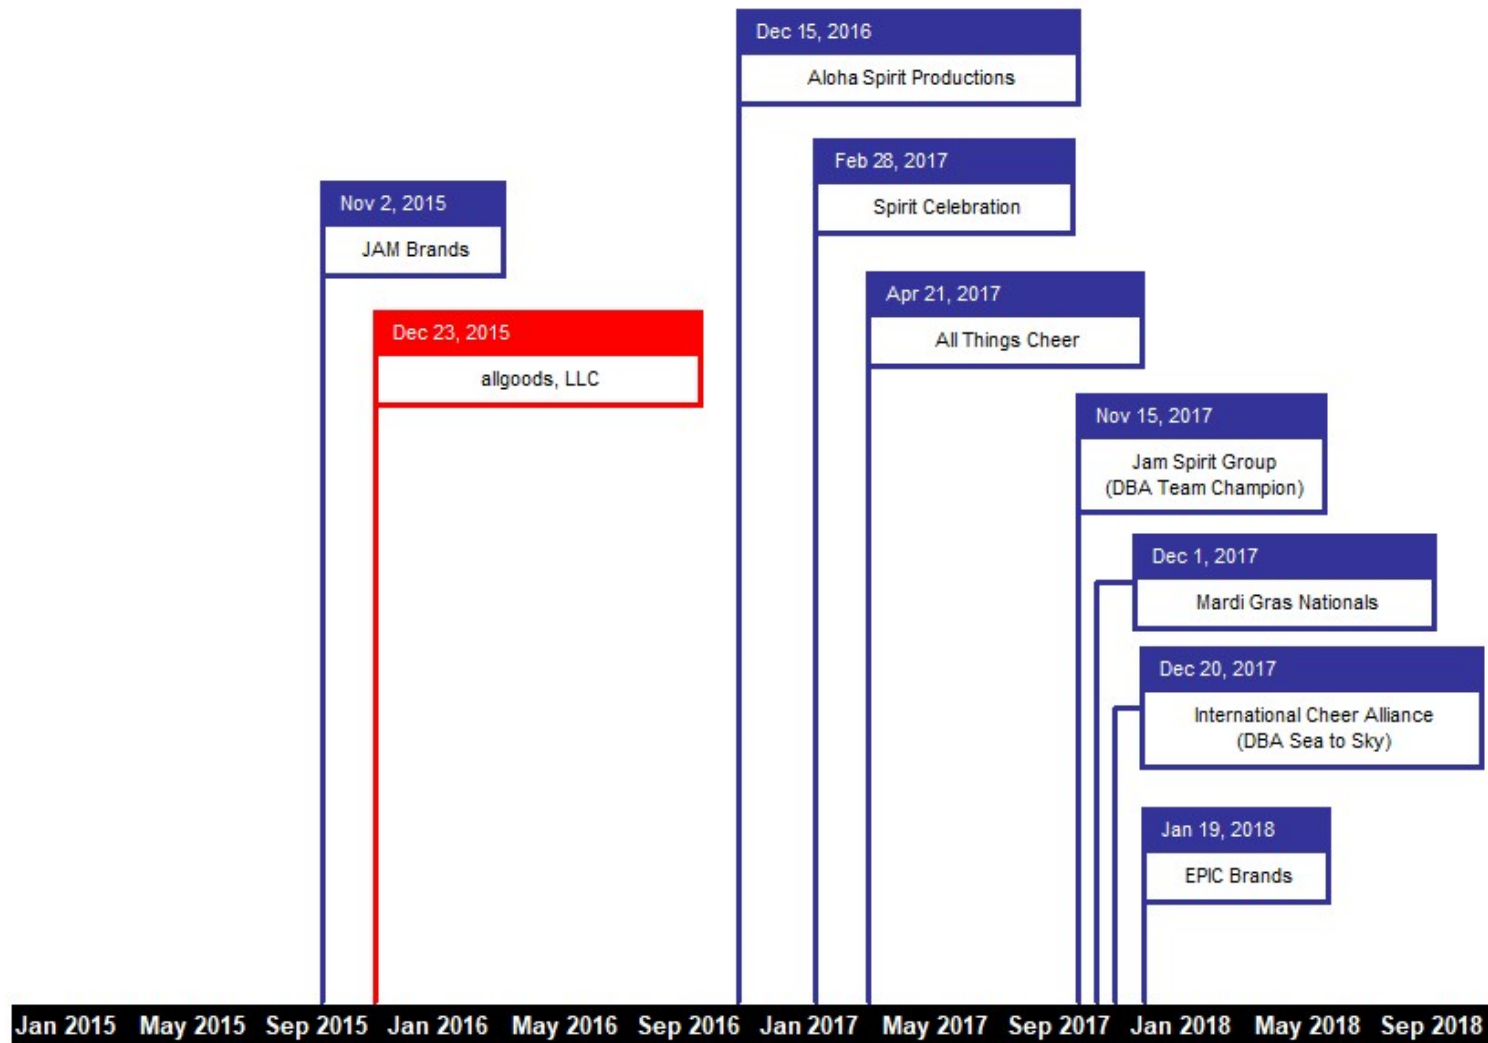 Dec 15, 2016
Aloha Spirit Productions
Feb 28, 2017
Spirit Celebration
Nov 2, 2015
JAM Brands
Apr 21, 2017
All Things Cheer
Dec 23, 2015
allgoods, LLC
Nov 15, 2017
Jam Spirit Group
(DBA Team Champion)
Dec 1, 2017
Mardi Gras Nationals
Dec 20, 2017
International Cheer Alliance
(DBA Sea to Sky)
Jan 19, 2018
EPIC Brands
Jan 2015 May 2015 Sep 2015 Jan 2016 May 2016 Sep 2016 Jan 2017 May 2017 Sep 2017 Jan 2018 May 2018 Sep 2018